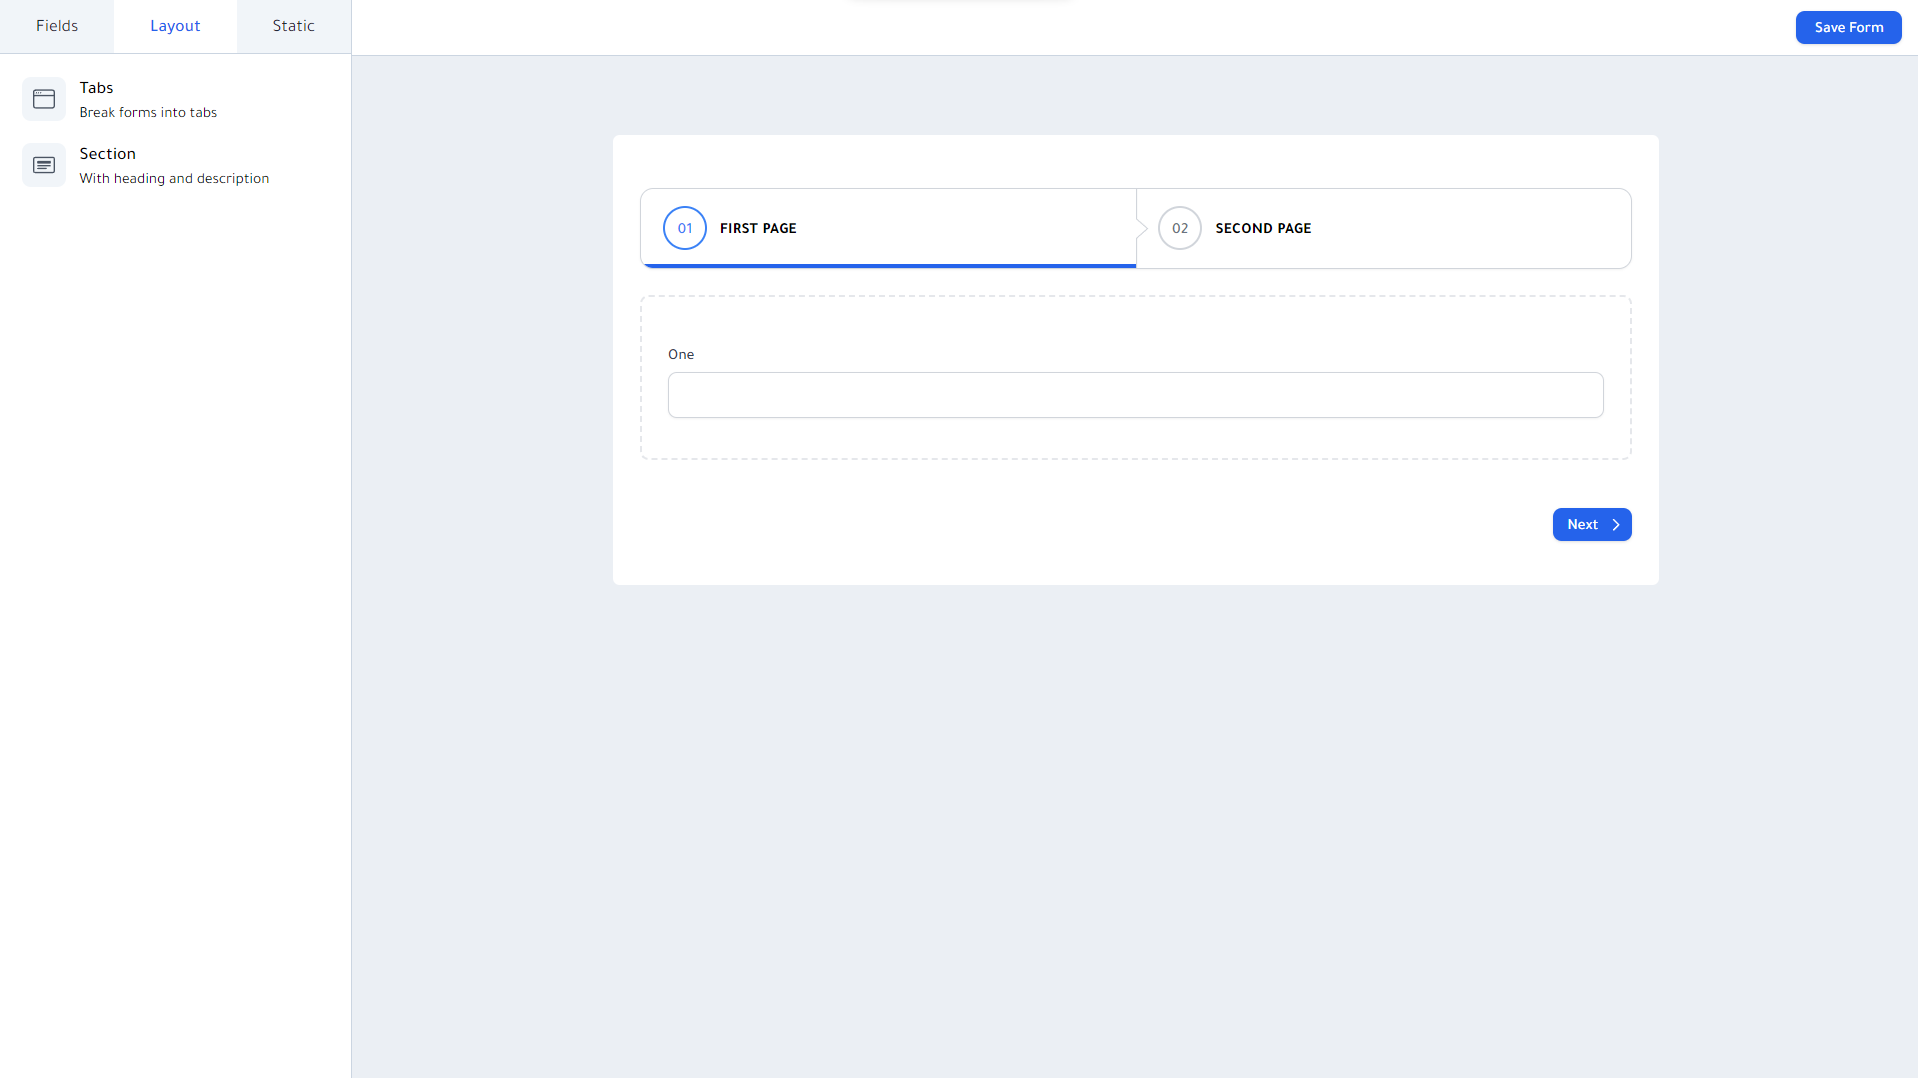 Fields
Layout
Static
Save Form
Tabs
Break forms into tabs
Section
With heading and description
01
FIRST PAGE
02
SECOND PAGE
One
Next